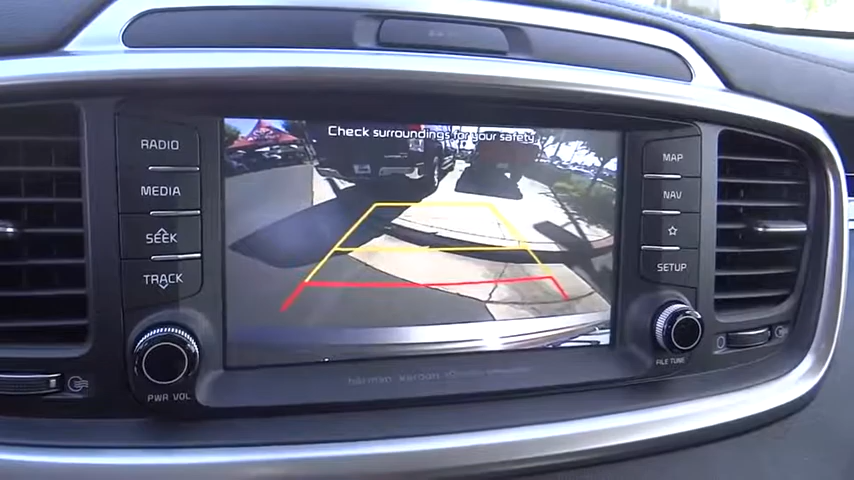 Check surroundings for your safety
RADIO
MEDIA
∧
SEEK
TRACK
∨
PWR VOL
MAP
NAV
★
SETUP
FILE TUNE
harman kardon